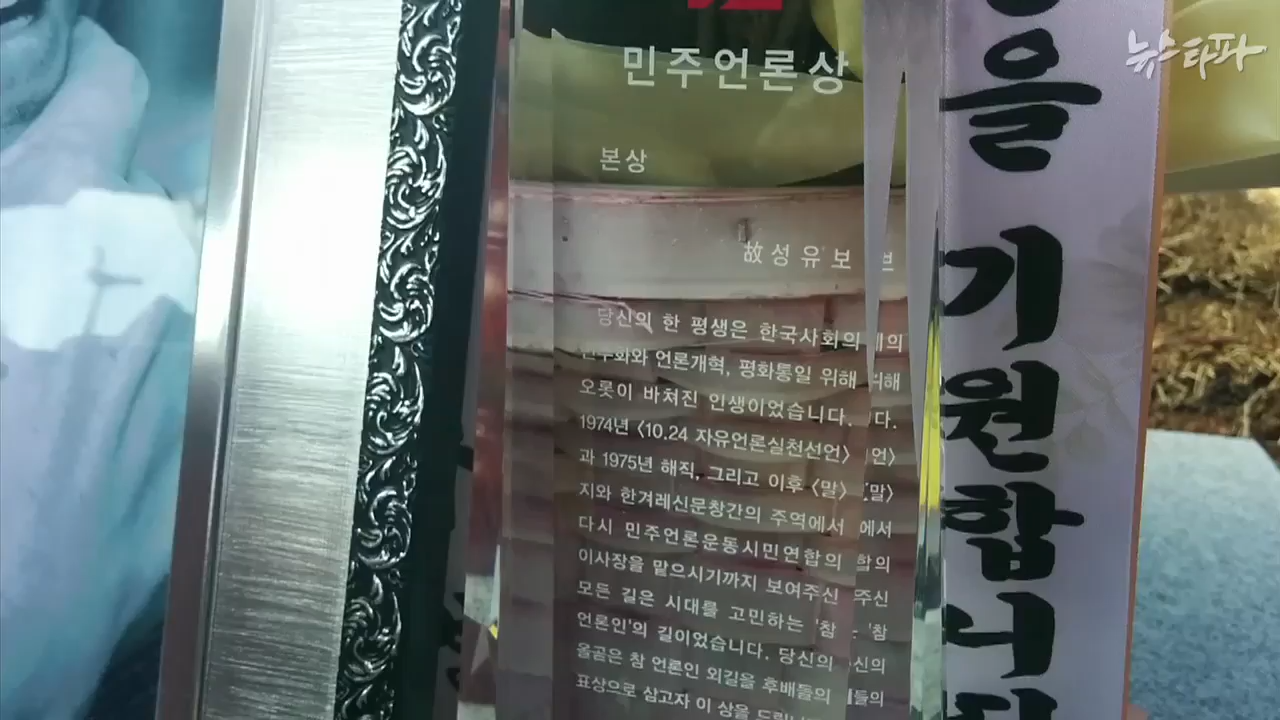 뉴스타파
민주언론상
본상
故성유보
당신의 한 평생은 한국사회의
민주화와 언론개혁, 평화통일 위해
오롯이 바쳐진 인생이었습니다.
1974년 〈10.24 자유언론실천선언〉
과 1975년 해직, 그리고 이후 〈말〉
지와 한겨레신문창간의 주역에서
다시 민주언론운동시민연합의
이사장을 맡으시기까지 보여주신
모든 길은 시대를 고민하는 '참
언론인'의 길이었습니다. 당신의
올곧은 참 언론인 외길을 후배들의
표상으로 삼고자 이 상을
을 기원합니다